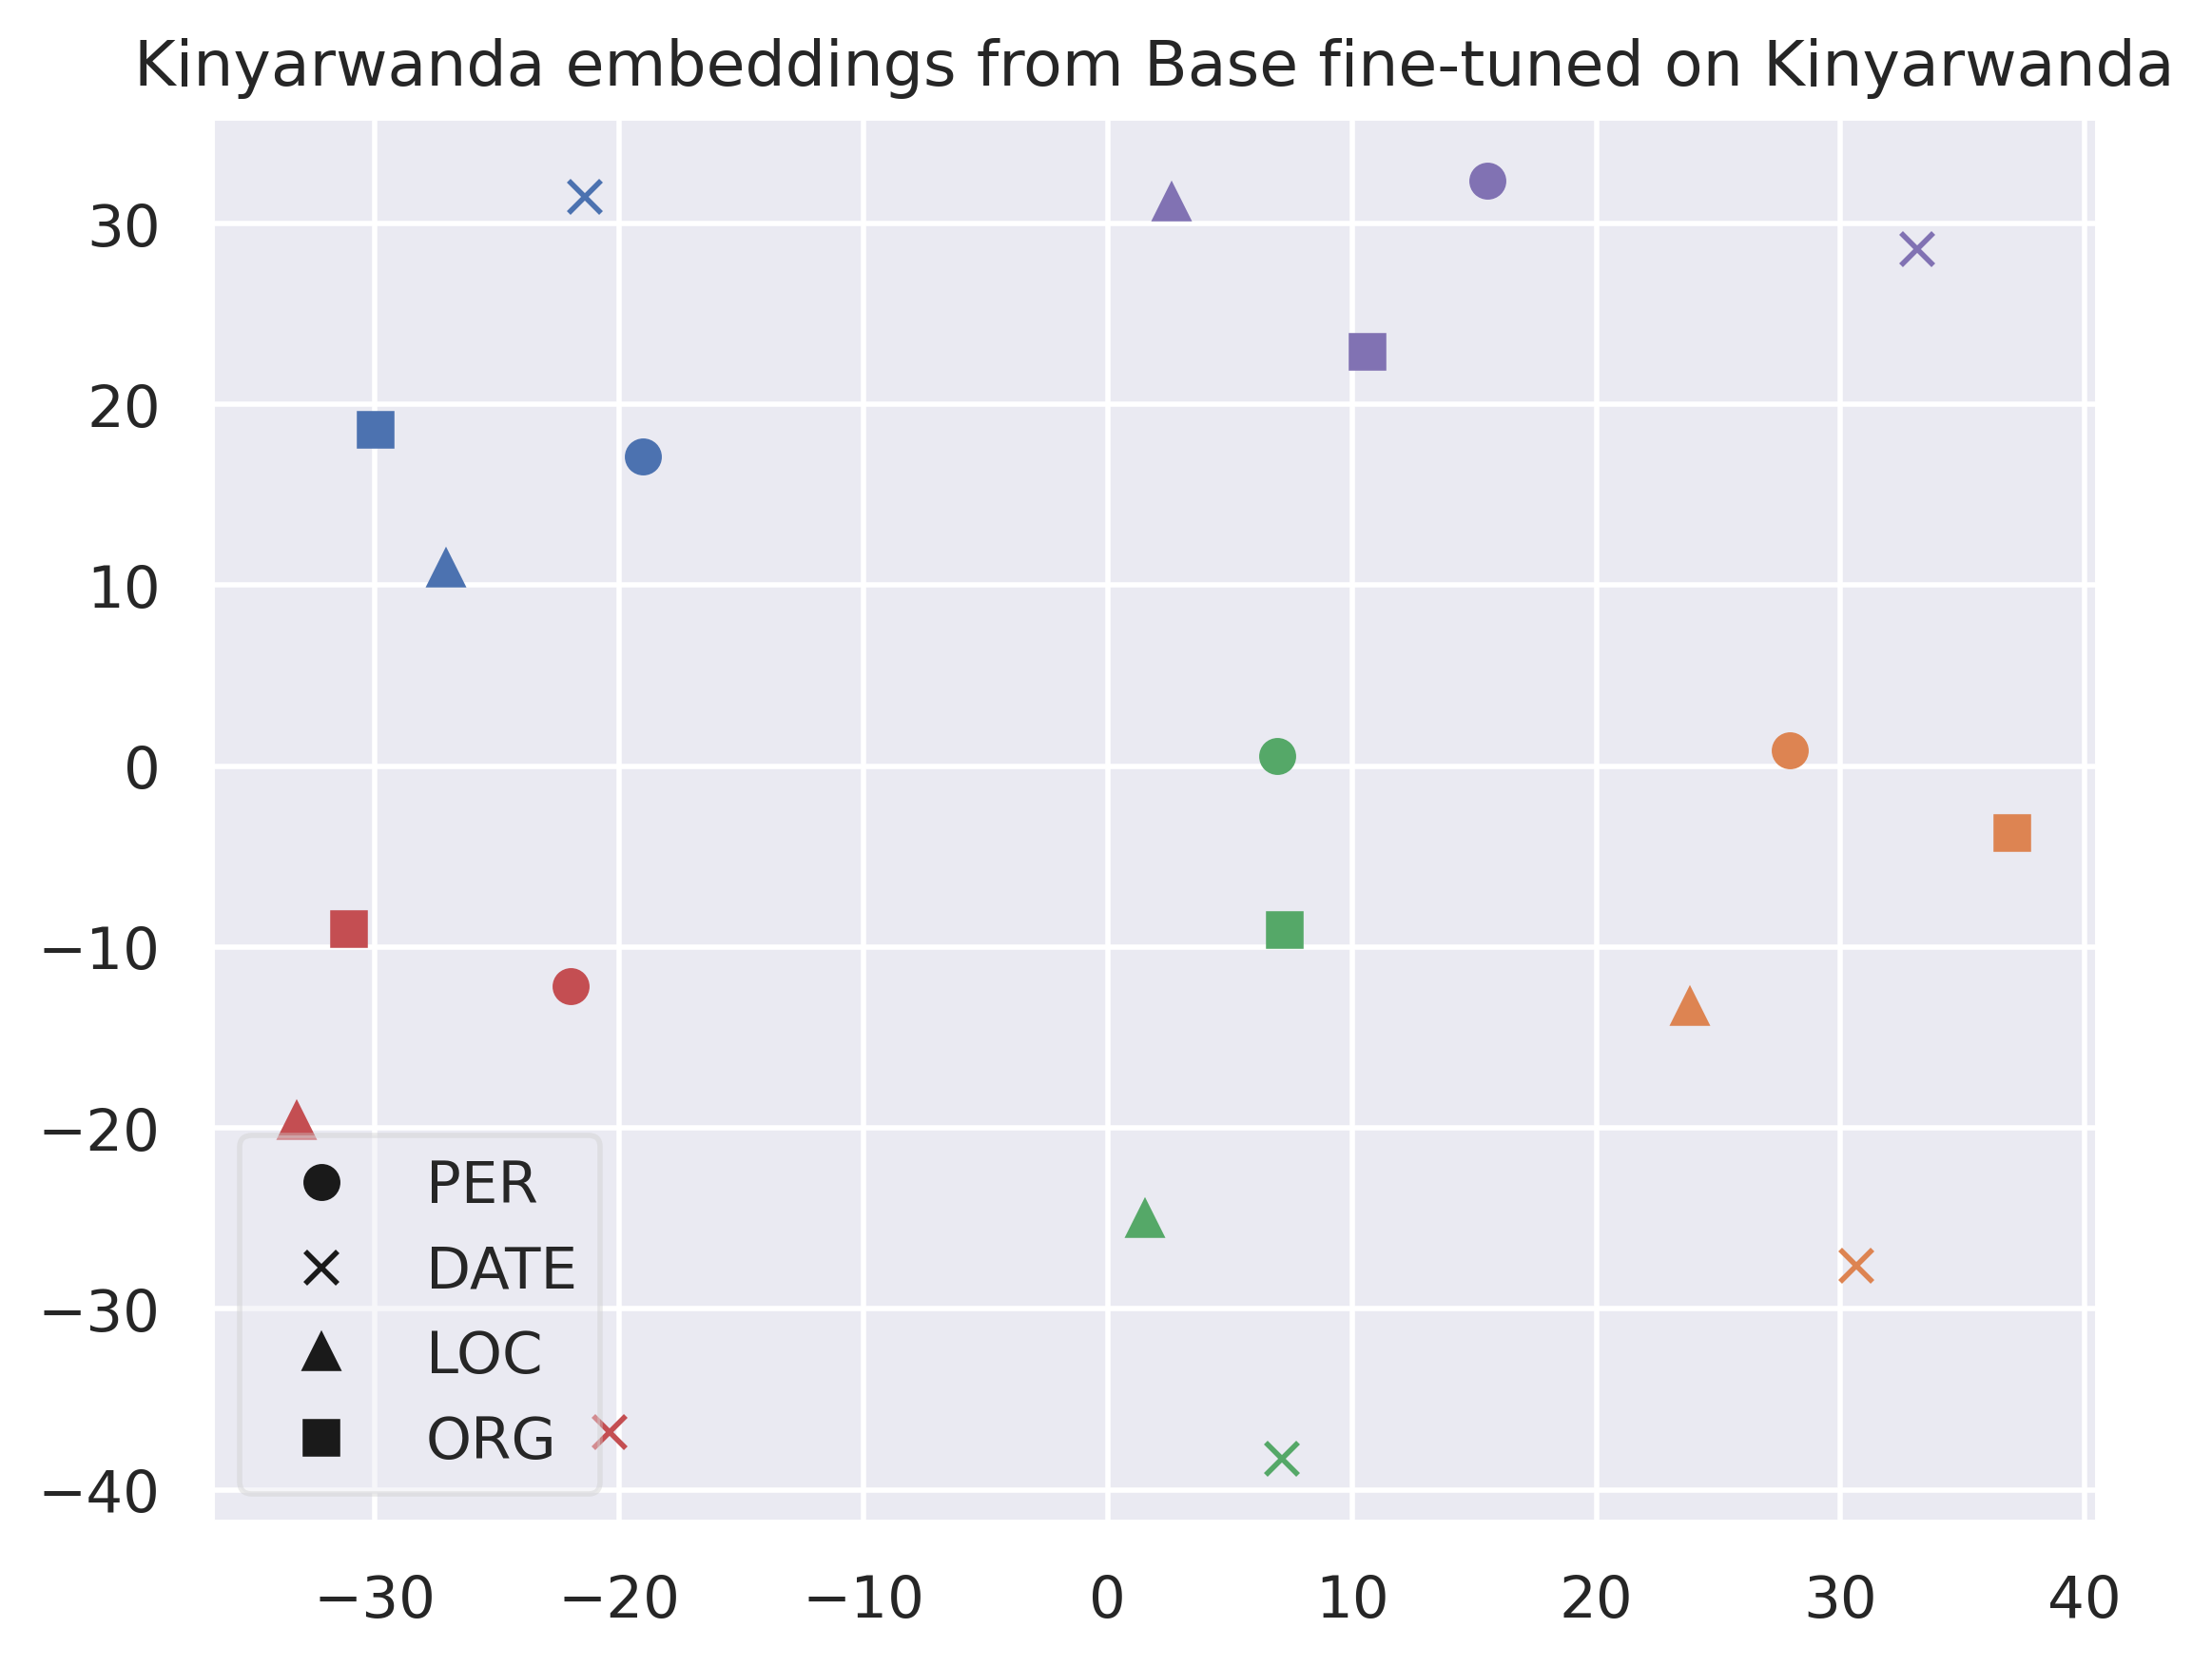 Kinyarwanda embeddings from Base fine-tuned on Kinyarwanda
30
20
10
0
−10
−20
−30
−40
PER
DATE
LOC
ORG
−30 −20 −10 0 10 20 30 40